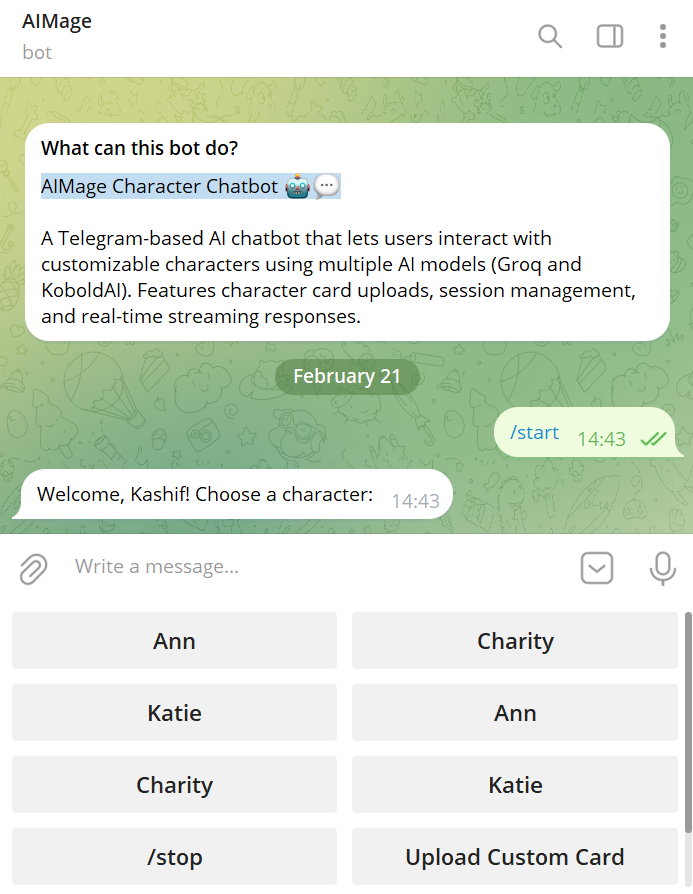 AIMage
bot
What can this bot do?
AIMage Character Chatbot 🤖💬
A Telegram-based AI chatbot that lets users interact with
customizable characters using multiple AI models (Groq and
KoboldAI). Features character card uploads, session management,
and real-time streaming responses.
February 21
/start 14:43
Welcome, Kashif! Choose a character: 14:43
Write a message...
Ann Charity
Katie Ann
Charity Katie
/stop Upload Custom Card